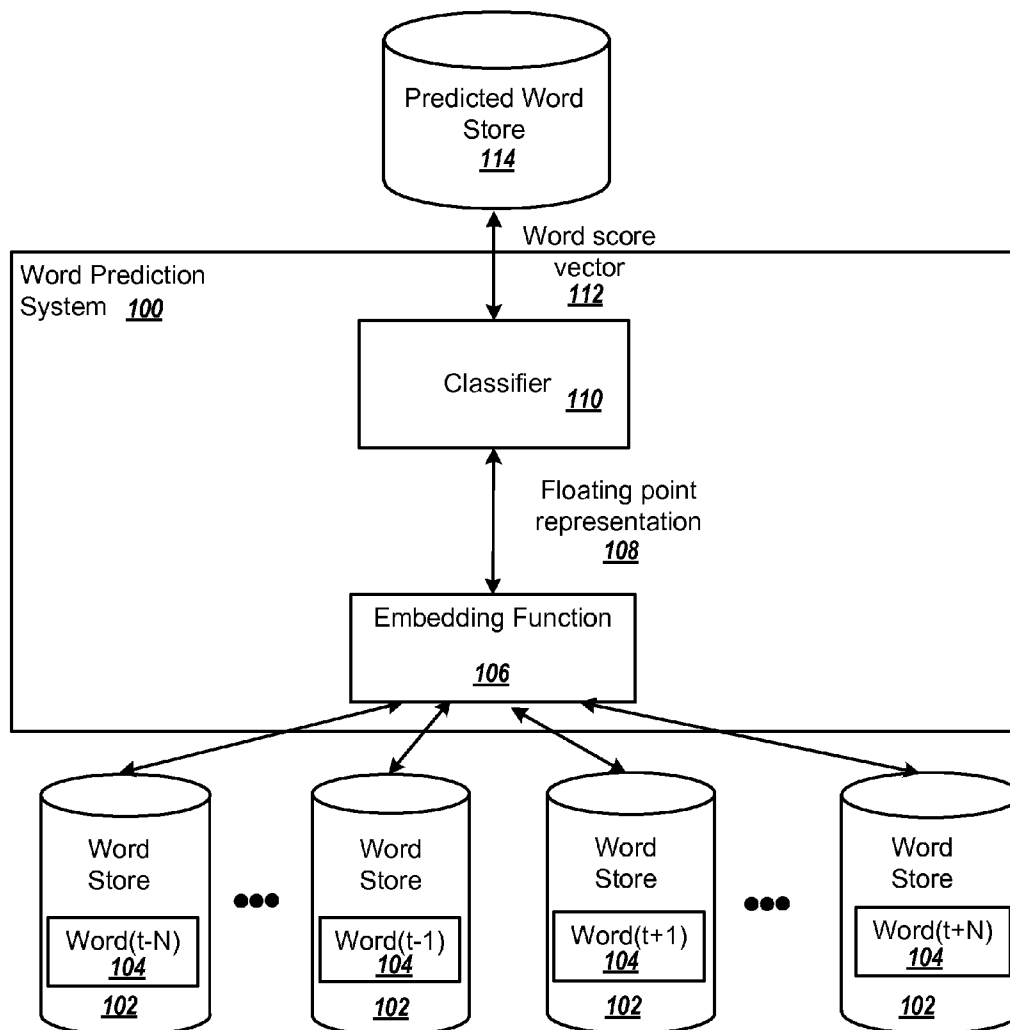 Predicted Word
Store
114
Word score
vector
112
Word Prediction
System 100
Classifier 110
Floating point
representation
108
Embedding Function
106
Word
Store
Word(t-N)
104
102
Word
Store
Word(t-1)
104
102
Word
Store
Word(t+1)
104
102
Word
Store
Word(t+N)
104
102